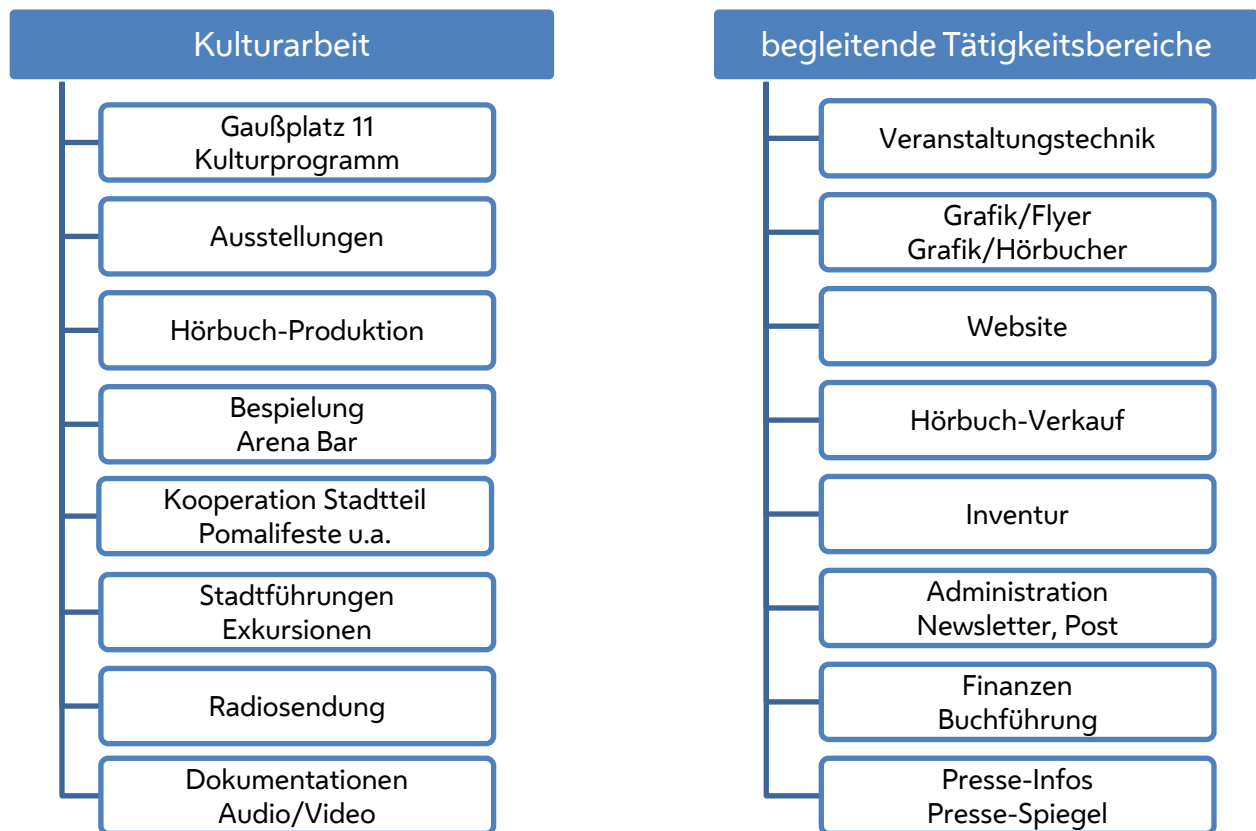 Kulturarbeit
Gaußplatz 11
Kulturprogramm
Ausstellungen
Hörbuch-Produktion
Bespielung
Arena Bar
Kooperation Stadtteil
Pomalifeste u.a.
Stadtführungen
Exkursionen
Radiosendung
Dokumentationen
Audio/Video
begleitende Tätigkeitsbereiche
Veranstaltungstechnik
Grafik/Flyer
Grafik/Hörbucher
Website
Hörbuch-Verkauf
Inventur
Administration
Newsletter, Post
Finanzen
Buchführung
Presse-Infos
Presse-Spiegel